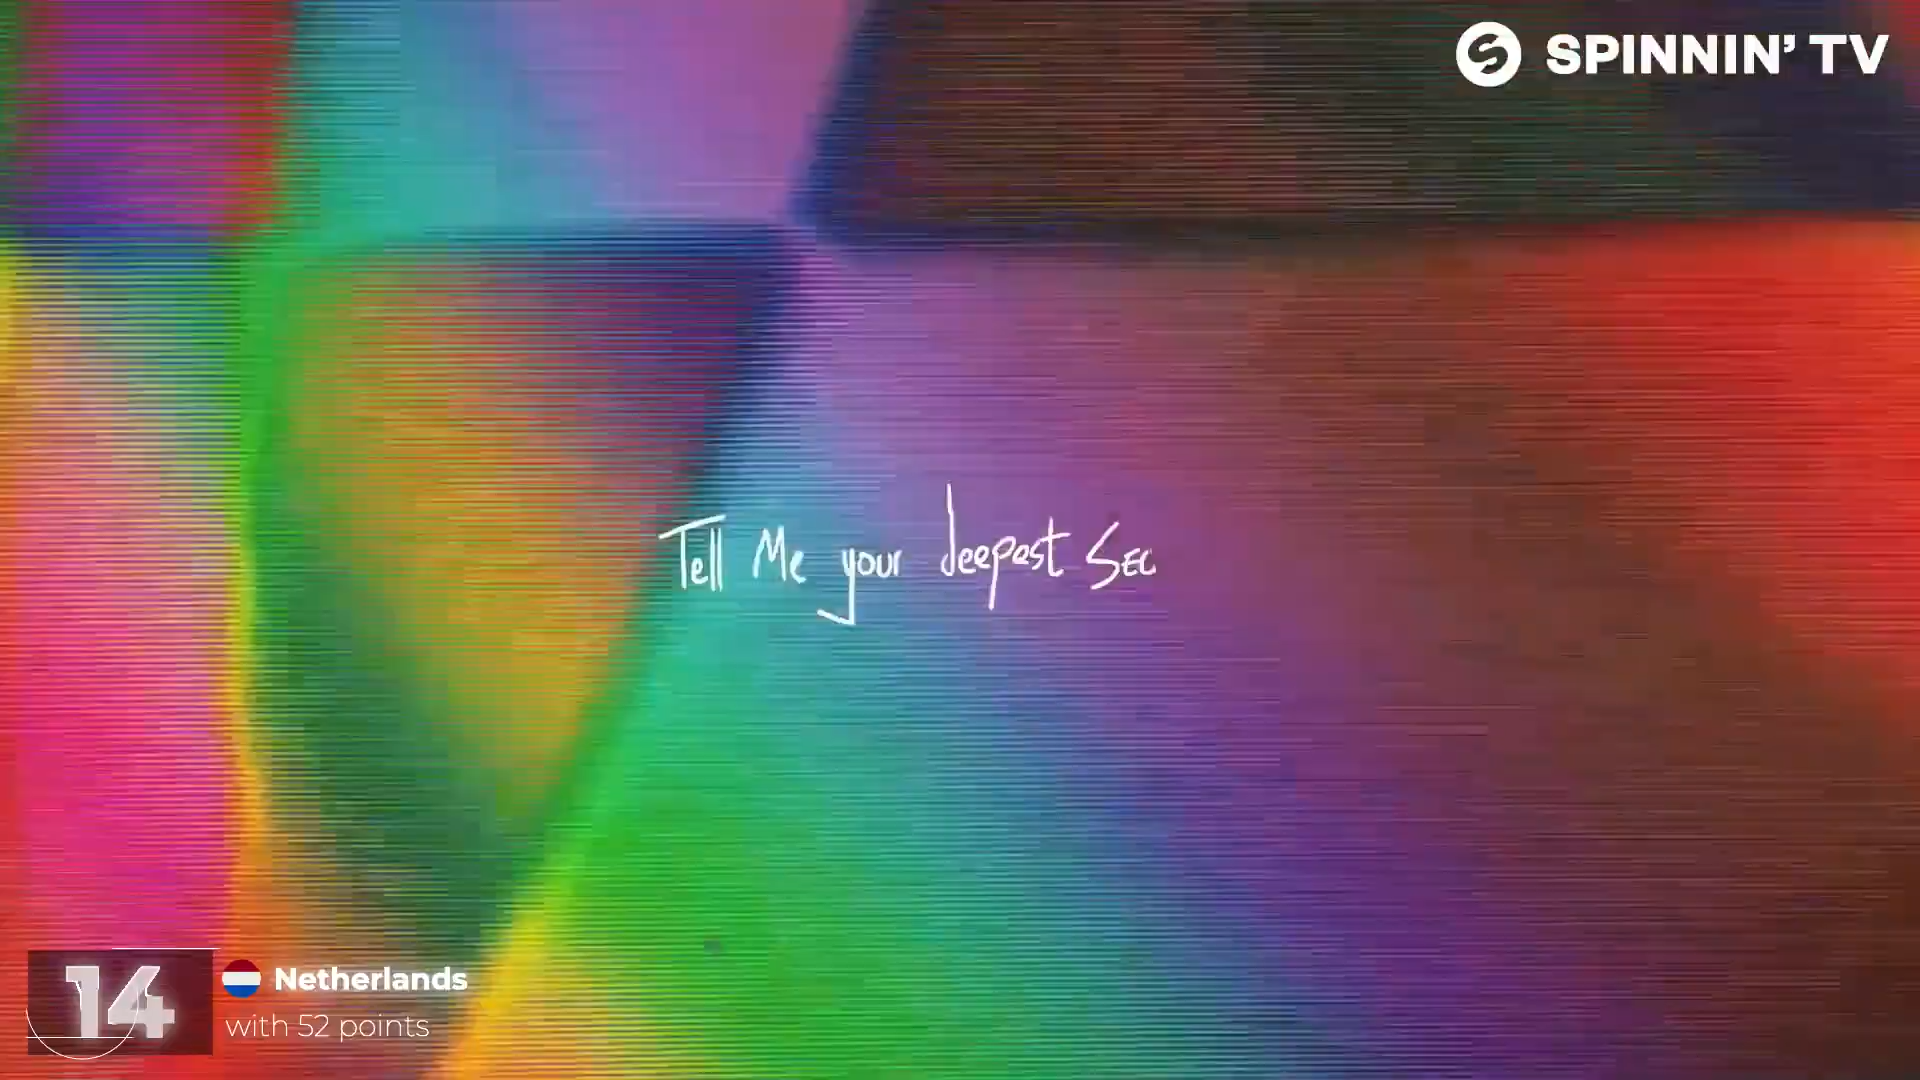 SPINNIN' TV
Tell Me your deepest Sec
14
Netherlands
with 52 points